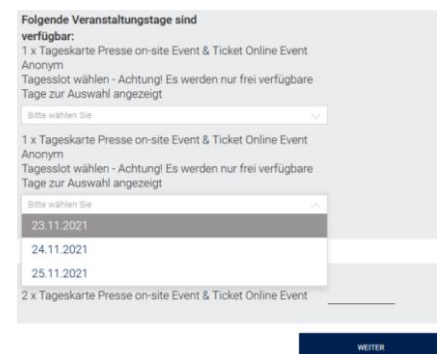 Folgende Veranstaltungstage sind
verfügbar:
1 x Tageskarte Presse on-site Event & Ticket Online Event
Anonym
Tagesslot wählen - Achtung! Es werden nur frei verfügbare
Tage zur Auswahl angezeigt
Bitte wählen Sie
1 x Tageskarte Presse on-site Event & Ticket Online Event
Anonym
Tagesslot wählen - Achtung! Es werden nur frei verfügbare
Tage zur Auswahl angezeigt
Bitte wählen Sie
23.11.2021
24.11.2021
25.11.2021
2 x Tageskarte Presse on-site Event & Ticket Online Event
WEITER